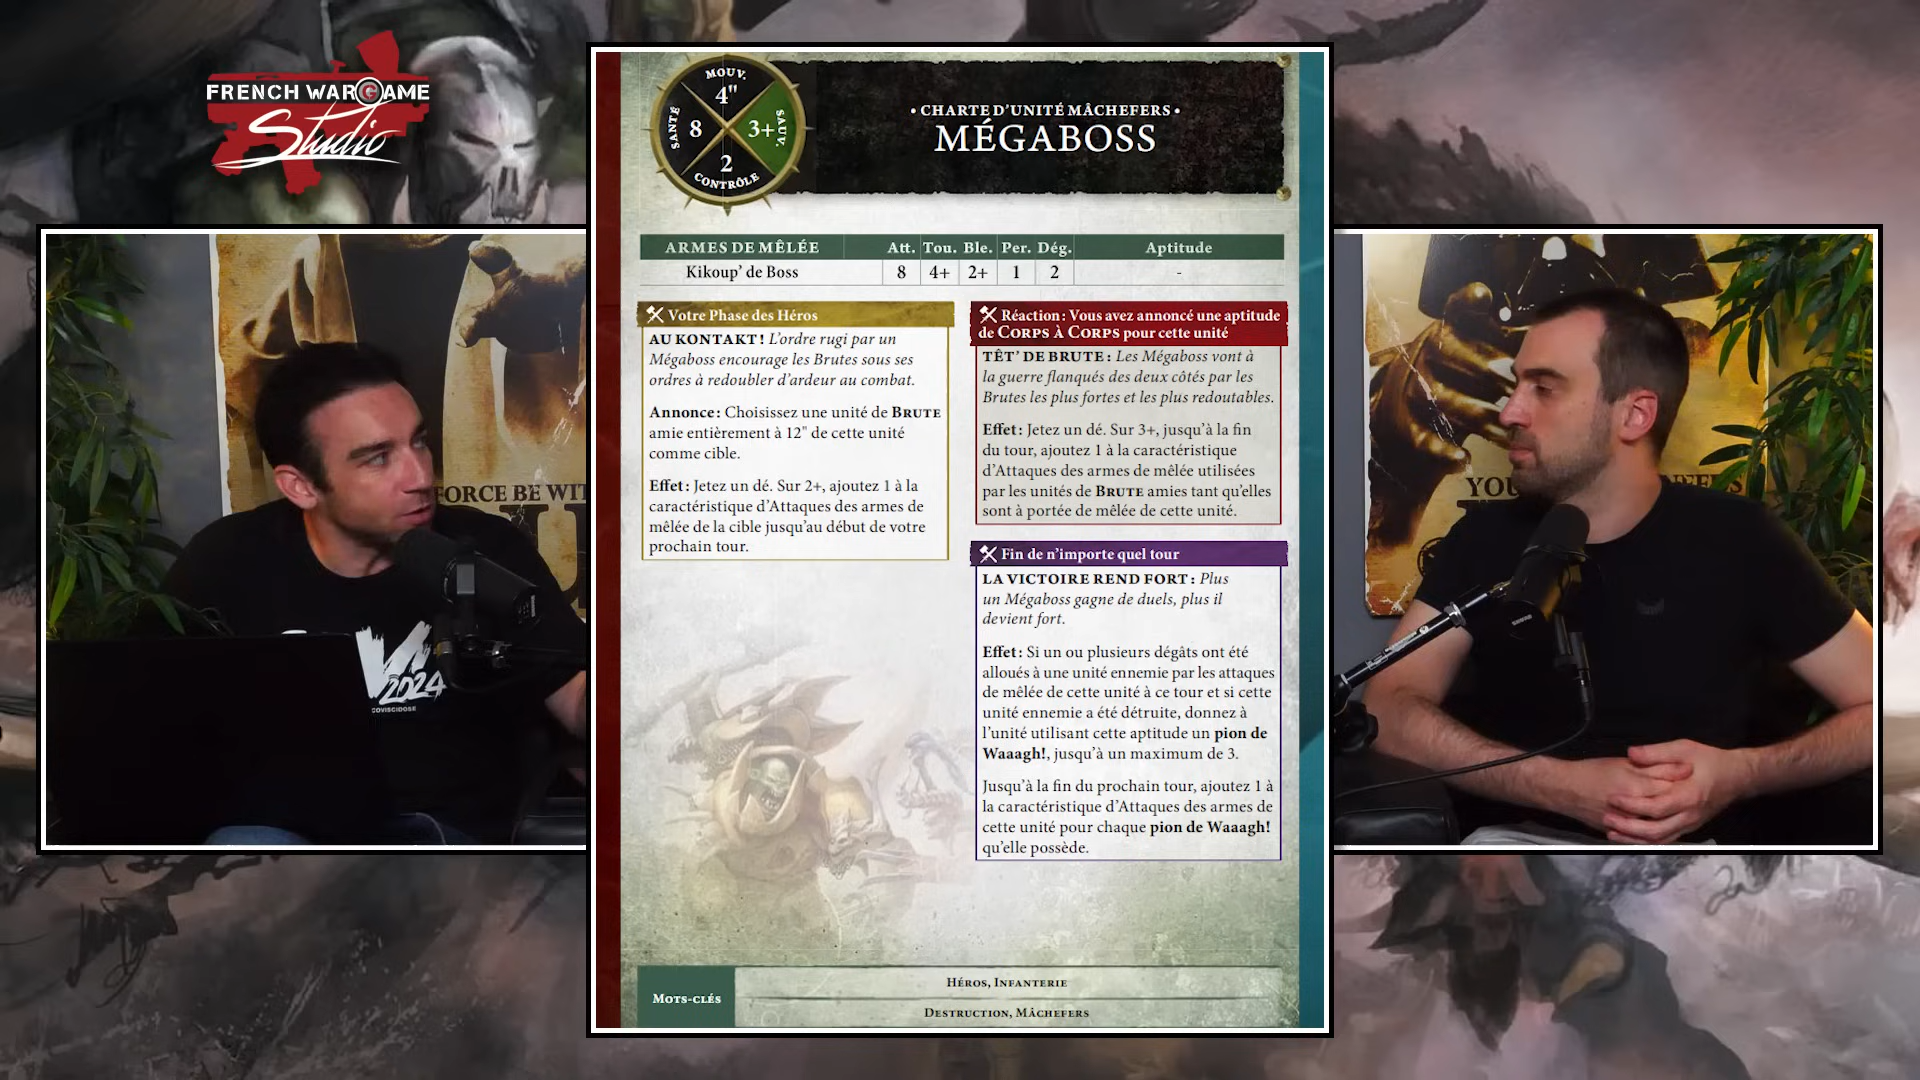 FRENCH WARGAME
Studio
MOUV.
4"
SANTÉ
8
3+
SAUV.
2
CONTRÔLE
• CHARTE D'UNITÉ MÂCHEFERS •
MÉGABOSS
ARMES DE MÊLÉE Att. Tou. Ble. Per. Dég. Aptitude
Kikoup' de Boss 8 4+ 2+ 1 2 -
Votre Phase des Héros
AU KONTAKT ! L'ordre rugi par un
Mégaboss encourage les Brutes sous ses
ordres à redoubler d'ardeur au combat.
Annonce : Choisissez une unité de BRUTE
amie entièrement à 12" de cette unité
comme cible.
Effet : Jetez un dé. Sur 2+, ajoutez 1 à la
caractéristique d'Attaques des armes de
mêlée de la cible jusqu'au début de votre
prochain tour.
Réaction : Vous avez annoncé une aptitude
de CORPS À CORPS pour cette unité
TÊT' DE BRUTE : Les Mégaboss vont à
la guerre flanqués des deux côtés par les
Brutes les plus fortes et les plus redoutables.
Effet : Jetez un dé. Sur 3+, jusqu'à la fin
du tour, ajoutez 1 à la caractéristique
d'Attaques des armes de mêlée utilisées
par les unités de BRUTE amies tant qu'elles
sont à portée de mêlée de cette unité.
Fin de n'importe quel tour
LA VICTOIRE REND FORT : Plus
un Mégaboss gagne de duels, plus il
devient fort.
Effet : Si un ou plusieurs dégâts ont été
alloués à une unité ennemie par les attaques
de mêlée de cette unité à ce tour et si cette
unité ennemie a été détruite, donnez à
l'unité utilisant cette aptitude un pion de
Waaagh!, jusqu'à un maximum de 3.
Jusqu'à la fin du prochain tour, ajoutez 1 à
la caractéristique d'Attaques des armes de
cette unité pour chaque pion de Waaagh!
qu'elle possède.
MOTS-CLÉS
HÉROS, INFANTERIE
DESTRUCTION, MÂCHEFERS
FORCE BE WIT
V
2024
COVISCIDOSE
YOU